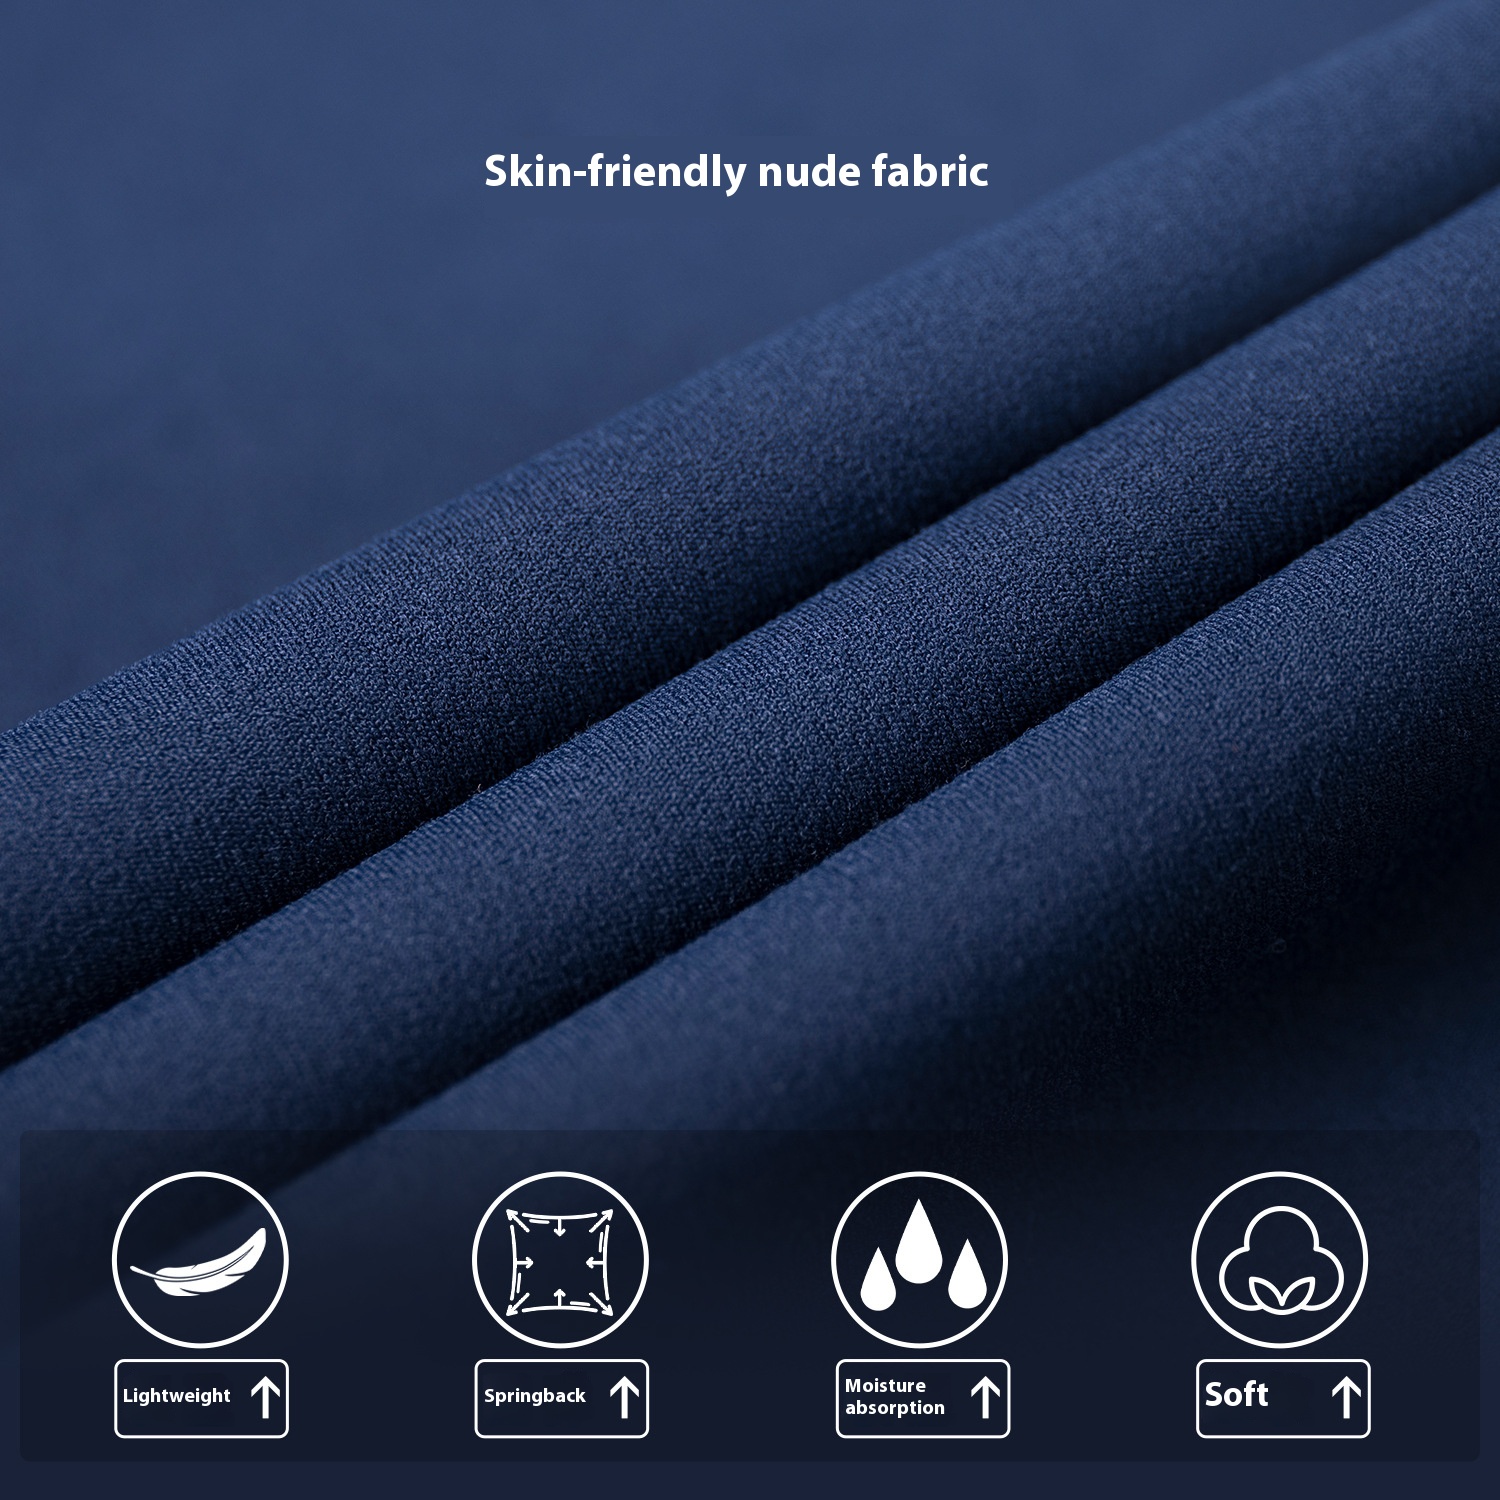 Skin-friendly nude fabric
Lightweight
Springback
Moisture
absorption
Soft